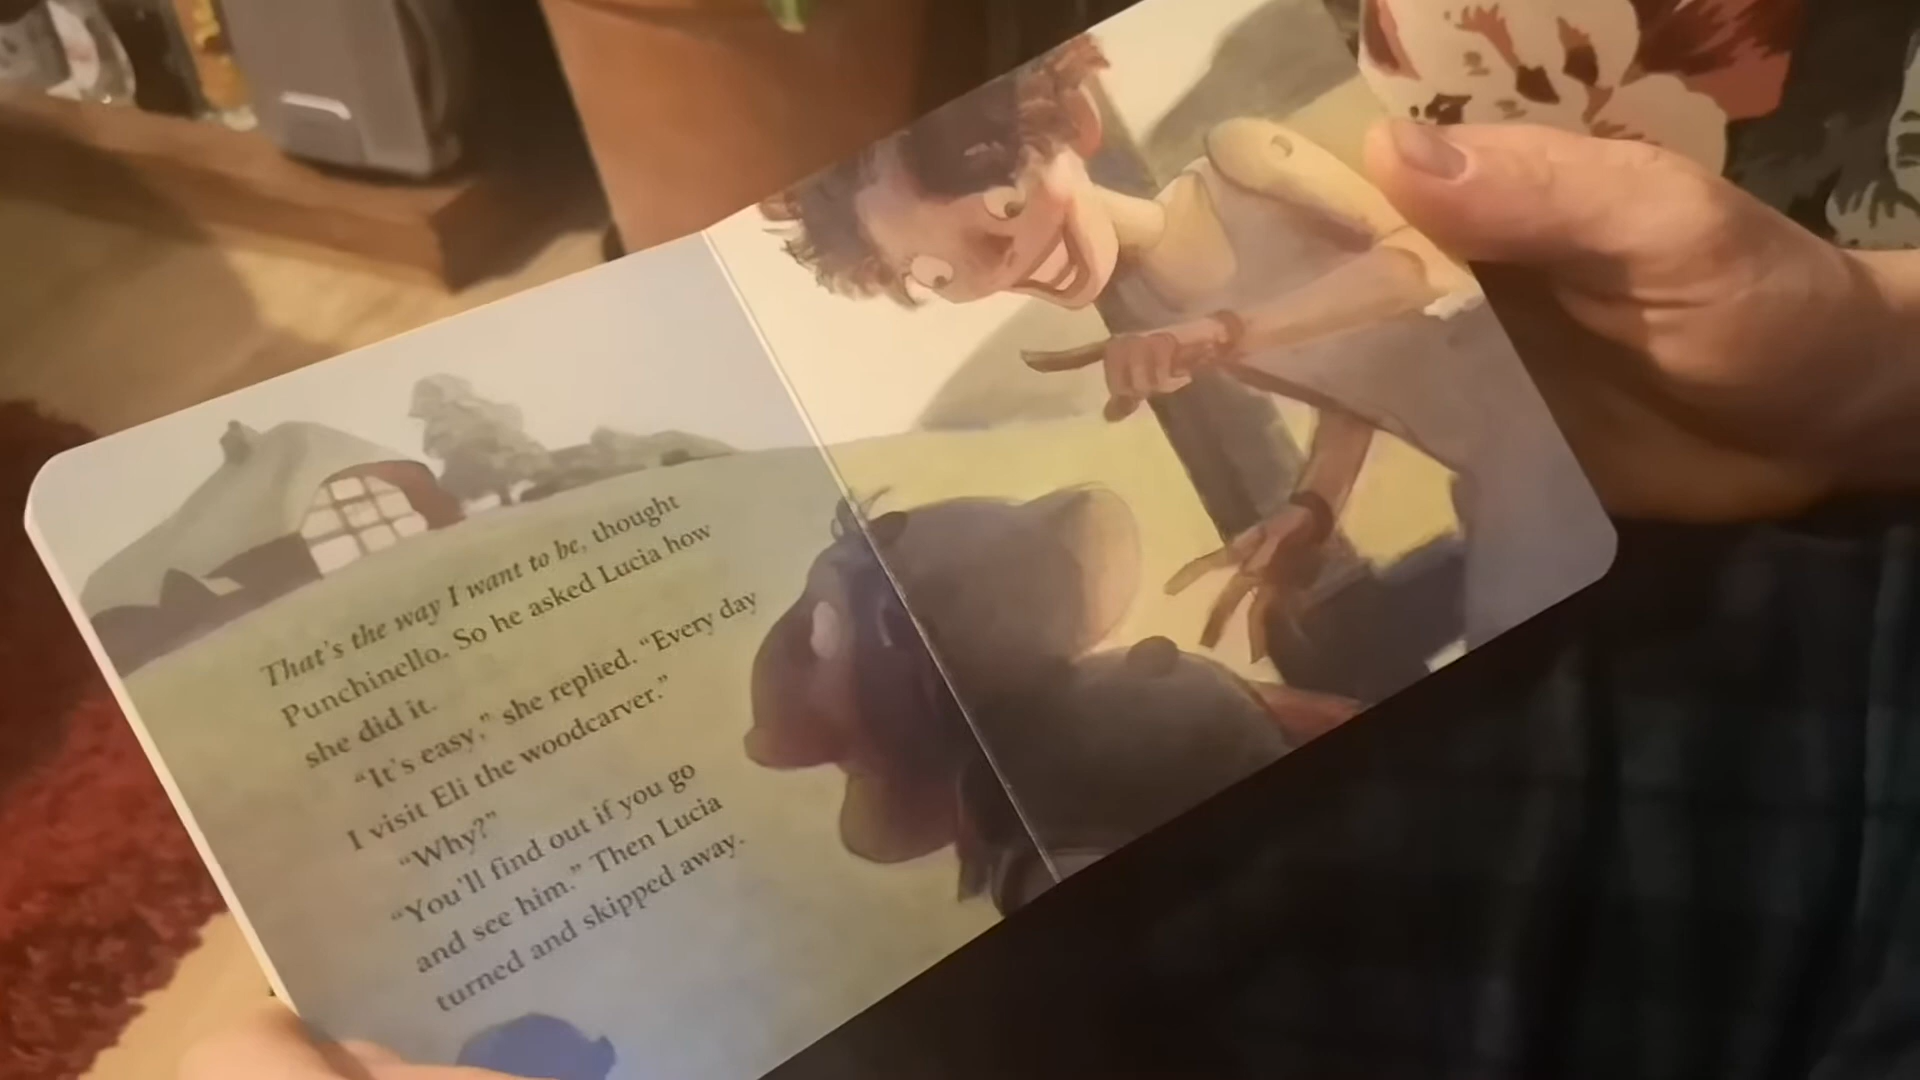 That's the way I want to be, thought
Punchinello. So he asked Lucia how
she did it.
“It's easy,” she replied. “Every day
I visit Eli the woodcarver.”
“Why?”
“You'll find out if you go
and see him.” Then Lucia
turned and skipped away.